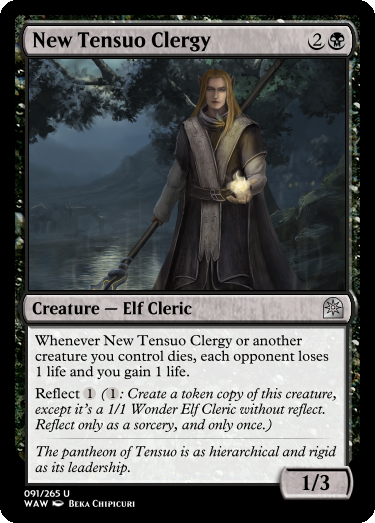 New Tensuo Clergy 2
Creature — Elf Cleric
Whenever New Tensuo Clergy or another
creature you control dies, each opponent loses
1 life and you gain 1 life.
Reflect 1 (1: Create a token copy of this creature,
except it's a 1/1 Wonder Elf Cleric without reflect.
Reflect only as a sorcery, and only once.)
The pantheon of Tensuo is as hierarchical and rigid
as its leadership.
1/3
091/265 U
WAW Beka Chipicuri